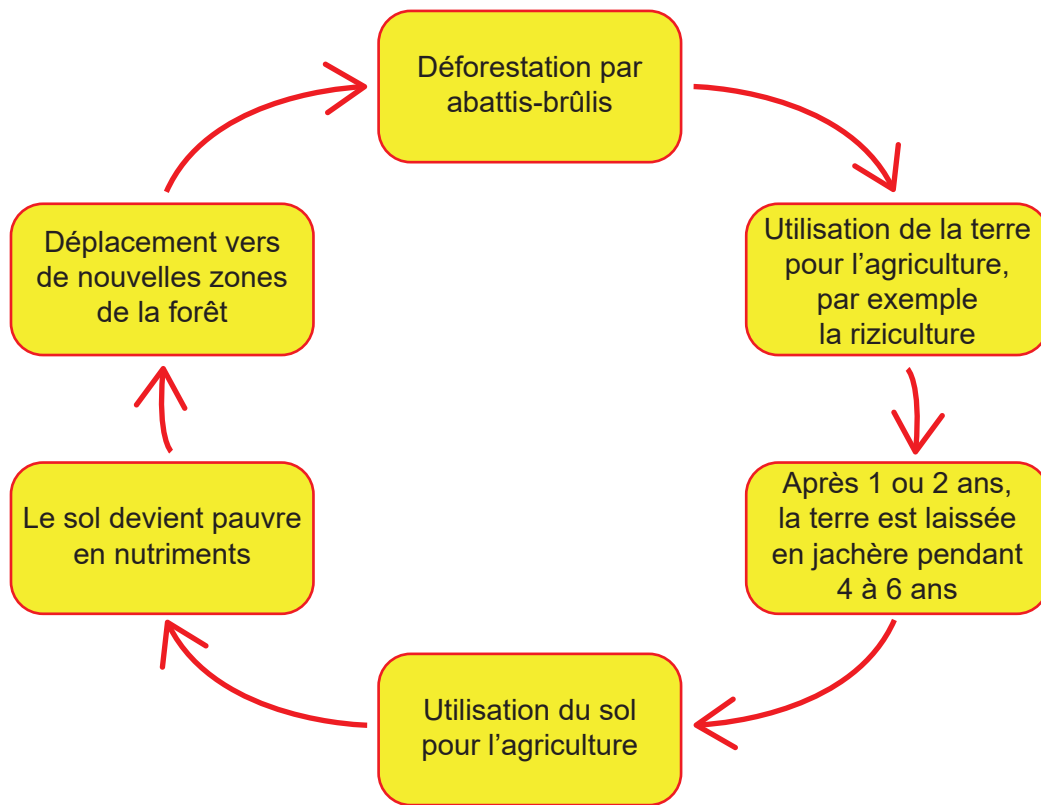 Déforestation par
abattis-brûlis
Utilisation de la terre
pour l’agriculture,
par exemple
la riziculture
Après 1 ou 2 ans,
la terre est laissée
en jachère pendant
4 à 6 ans
Utilisation du sol
pour l’agriculture
Le sol devient pauvre
en nutriments
Déplacement vers
de nouvelles zones
de la forêt